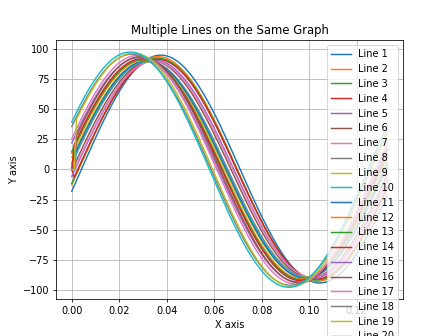 Multiple Lines on the Same Graph
Y axis
100
75
50
25
0
−25
−50
−75
−100
0.00
0.02
0.04
0.06
0.08
0.10
X axis
Line 1
Line 2
Line 3
Line 4
Line 5
Line 6
Line 7
Line 8
Line 9
Line 10
Line 11
Line 12
Line 13
Line 14
Line 15
Line 16
Line 17
Line 18
Line 19